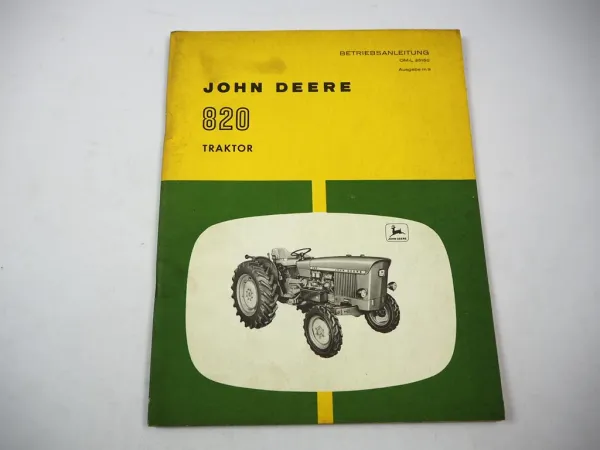 BETRIEBSANLEITUNG
JOHN DEERE
820
TRAKTOR
JOHN DEERE